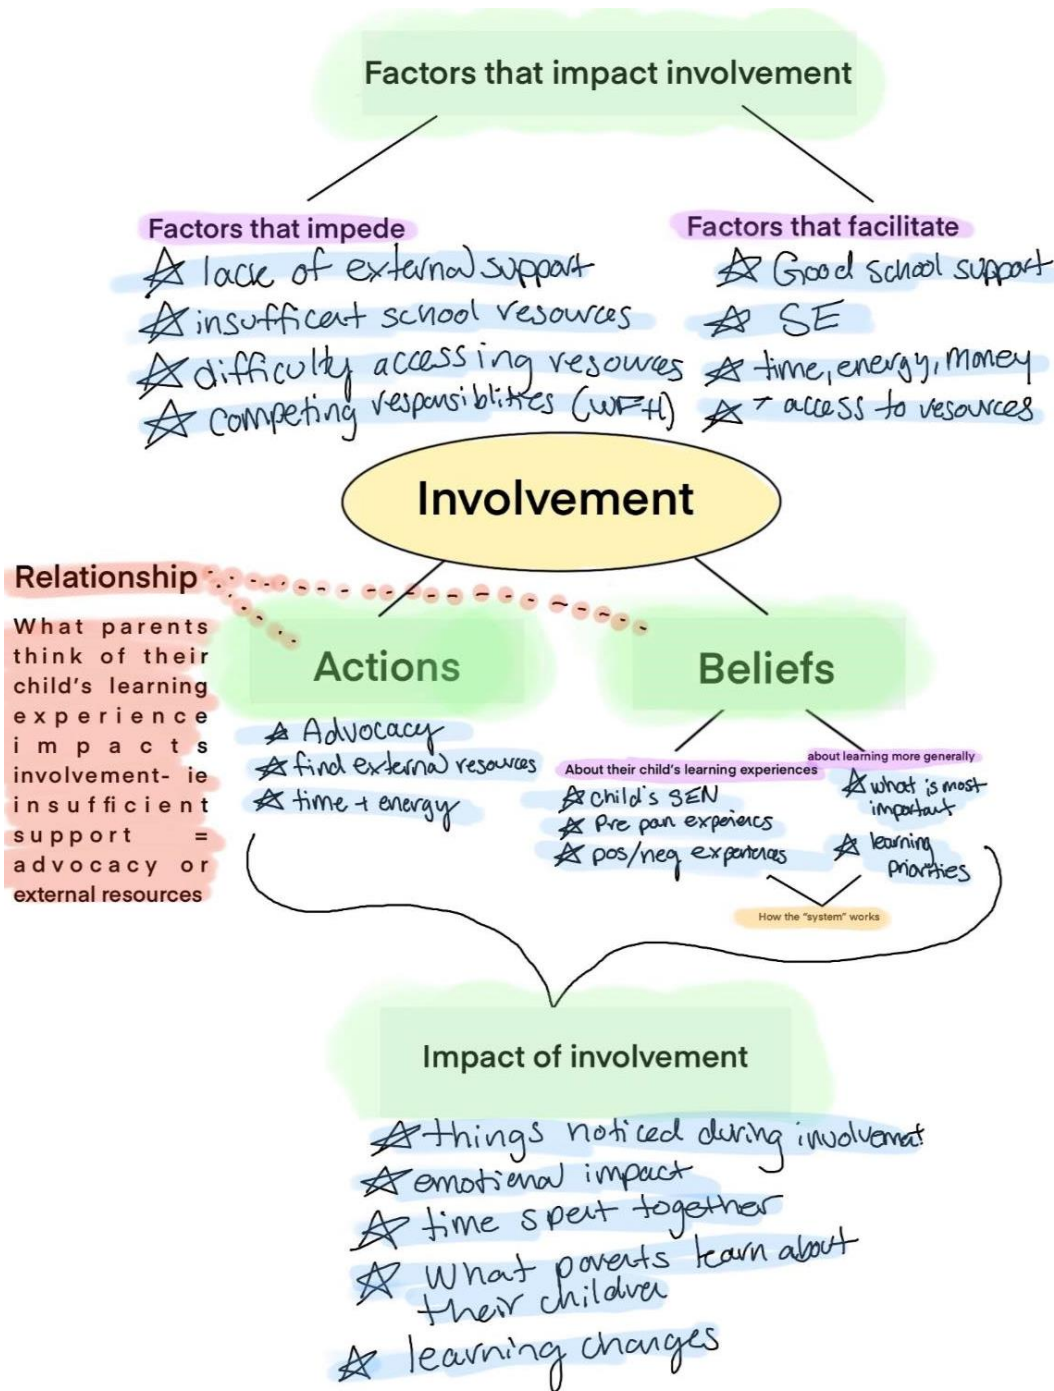 Factors that impact involvement
Factors that impede
lack of external support
insufficent school resources
difficulty accessing resources
competing responsiblities (WFH)
Factors that facilitate
Good school support
SE
time, energy, money
+ access to resources
Involvement
Relationship
What parents
think of their
child's learning
experience
impacts
involvement- ie
insufficient
support =
advocacy or
external resources
Actions
Advocacy
find external resources
time + energy
Beliefs
About their child's learning experiences
child's SEN
Pre pan experiencs
pos/neg experiences
about learning more generally
what is most
important
learning
Priorities
How the "system" works
Impact of involvement
things noticed during involvemet
emotional impact
time spent together
What parents learn about
their children
learning changes